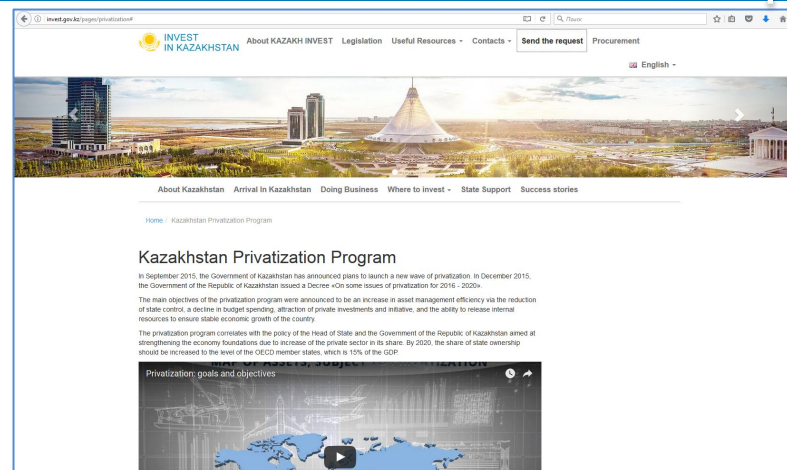 invest.gov.kz/pages/privatization#
Поиск
INVEST
IN KAZAKHSTAN
About KAZAKH INVEST Legislation Useful Resources Contacts Send the request Procurement
English
About Kazakhstan Arrival In Kazakhstan Doing Business Where to invest State Support Success stories
Home / Kazakhstan Privatization Program
Kazakhstan Privatization Program
In September 2015, the Government of Kazakhstan has announced plans to launch a new wave of privatization. In December 2015,
the Government of the Republic of Kazakhstan issued a Decree «On some issues of privatization for 2016 - 2020».
The main objectives of the privatization program were announced to be an increase in asset management efficiency via the reduction
of state control, a decline in budget spending, attraction of private investments and initiative, and the ability to release internal
resources to ensure stable economic growth of the country.
The privatization program correlates with the policy of the Head of State and the Government of the Republic of Kazakhstan aimed at
strengthening the economy foundations due to increase of the private sector in its share. By 2020, the share of state ownership
should be increased to the level of the OECD member states, which is 15% of the GDP.
MAP OF ASSETS, SUBJECT
Privatization: goals and objectives